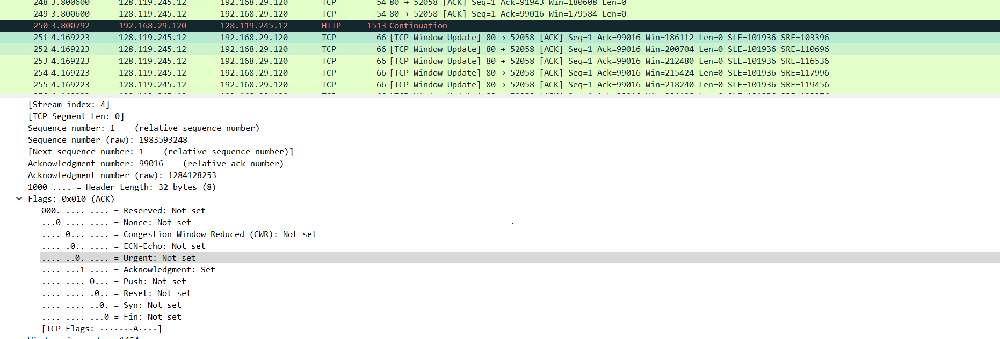 248 3.800600 128.119.245.12 192.168.29.120 TCP 54 80 → 52058 [ACK] Seq=1 Ack=91943 Win=180608 Len=0
249 3.800600 128.119.245.12 192.168.29.120 TCP 54 80 → 52058 [ACK] Seq=1 Ack=99016 Win=179584 Len=0
250 3.800792 192.168.29.120 128.119.245.12 HTTP 1513 Continuation
251 4.169223 128.119.245.12 192.168.29.120 TCP 66 [TCP Window Update] 80 → 52058 [ACK] Seq=1 Ack=99016 Win=186112 Len=0 SLE=101936 SRE=103396
252 4.169223 128.119.245.12 192.168.29.120 TCP 66 [TCP Window Update] 80 → 52058 [ACK] Seq=1 Ack=99016 Win=200704 Len=0 SLE=101936 SRE=110696
253 4.169223 128.119.245.12 192.168.29.120 TCP 66 [TCP Window Update] 80 → 52058 [ACK] Seq=1 Ack=99016 Win=212480 Len=0 SLE=101936 SRE=116536
254 4.169223 128.119.245.12 192.168.29.120 TCP 66 [TCP Window Update] 80 → 52058 [ACK] Seq=1 Ack=99016 Win=215424 Len=0 SLE=101936 SRE=117996
255 4.169223 128.119.245.12 192.168.29.120 TCP 66 [TCP Window Update] 80 → 52058 [ACK] Seq=1 Ack=99016 Win=218240 Len=0 SLE=101936 SRE=119456
[Stream index: 4]
[TCP Segment Len: 0]
Sequence number: 1    (relative sequence number)
Sequence number (raw): 1983593248
[Next sequence number: 1    (relative sequence number)]
Acknowledgment number: 99016    (relative ack number)
Acknowledgment number (raw): 1284128253
1000 .... = Header Length: 32 bytes (8)
Flags: 0x010 (ACK)
000. .... .... = Reserved: Not set
...0 .... .... = Nonce: Not set
.... 0... .... = Congestion Window Reduced (CWR): Not set
.... .0.. .... = ECN-Echo: Not set
.... ..0. .... = Urgent: Not set
.... ...1 .... = Acknowledgment: Set
.... .... 0... = Push: Not set
.... .... .0.. = Reset: Not set
.... .... ..0. = Syn: Not set
.... .... ...0 = Fin: Not set
[TCP Flags: ·······A····]